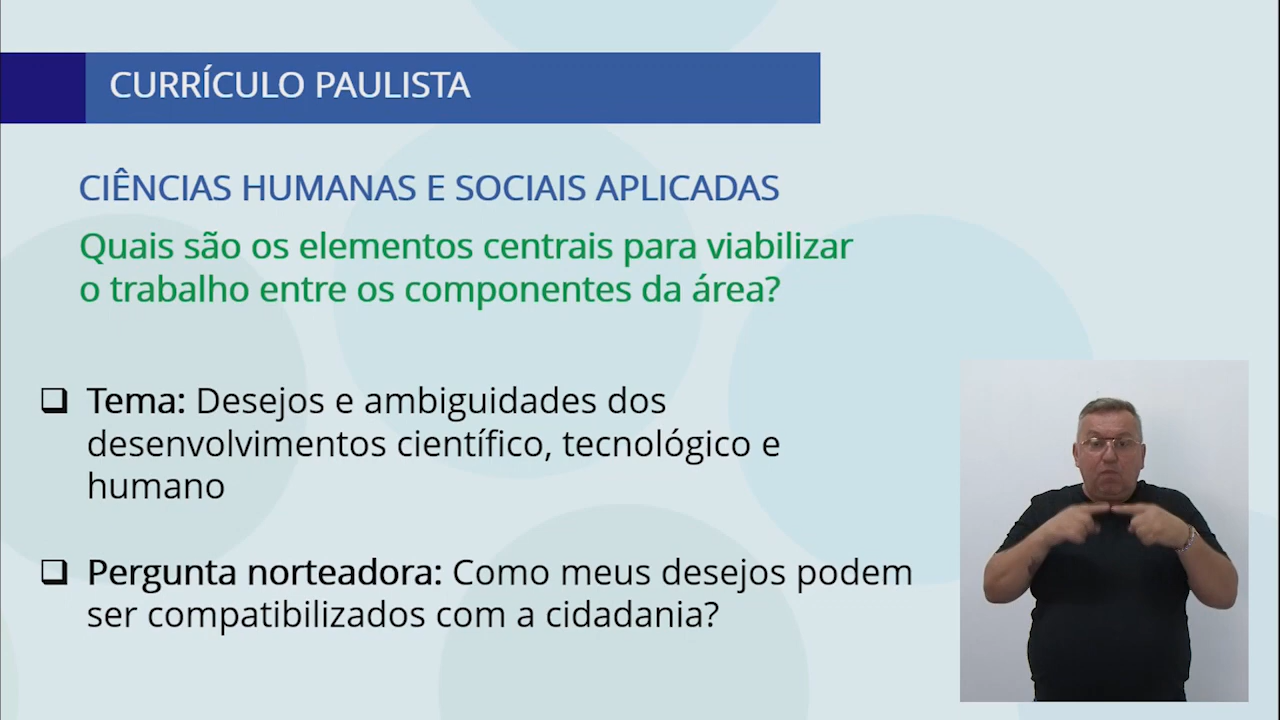 CURRÍCULO PAULISTA
CIÊNCIAS HUMANAS E SOCIAIS APLICADAS
Quais são os elementos centrais para viabilizar
o trabalho entre os componentes da área?
❑ Tema: Desejos e ambiguidades dos
desenvolvimentos científico, tecnológico e
humano
❑ Pergunta norteadora: Como meus desejos podem
ser compatibilizados com a cidadania?